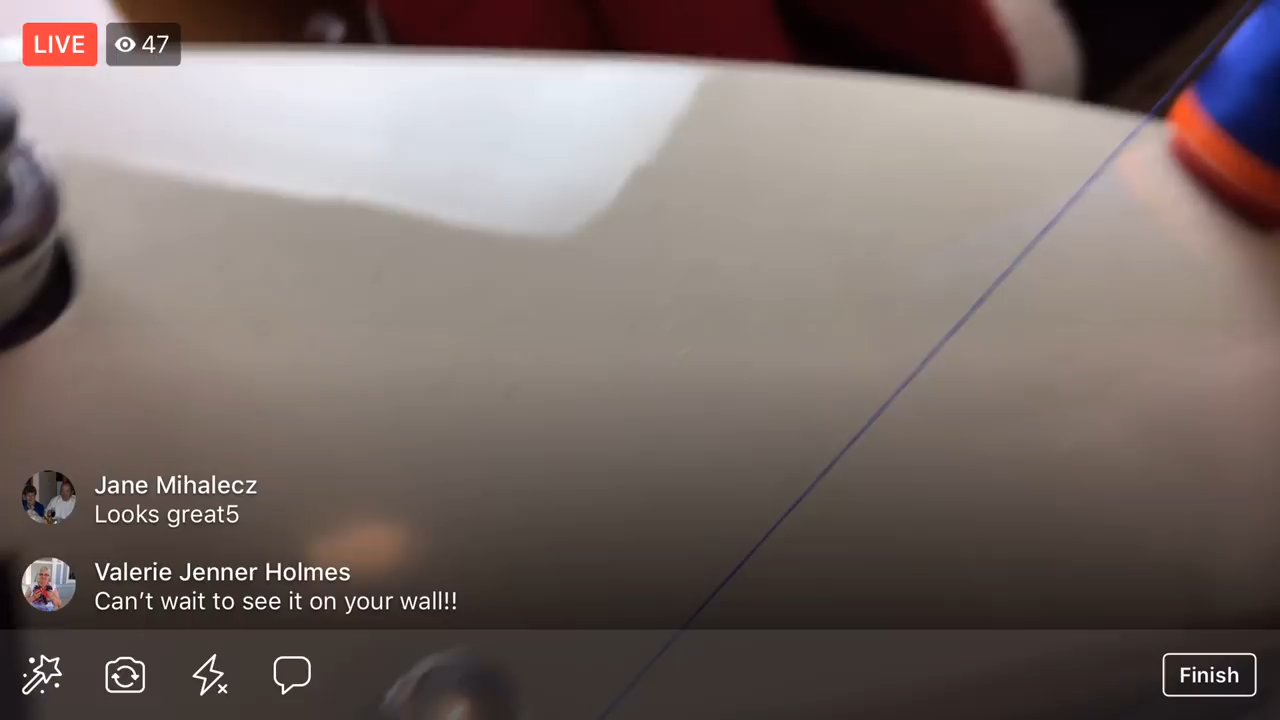 LIVE 47
Jane Mihalecz
Looks great5
Valerie Jenner Holmes
Can’t wait to see it on your wall!!
Finish